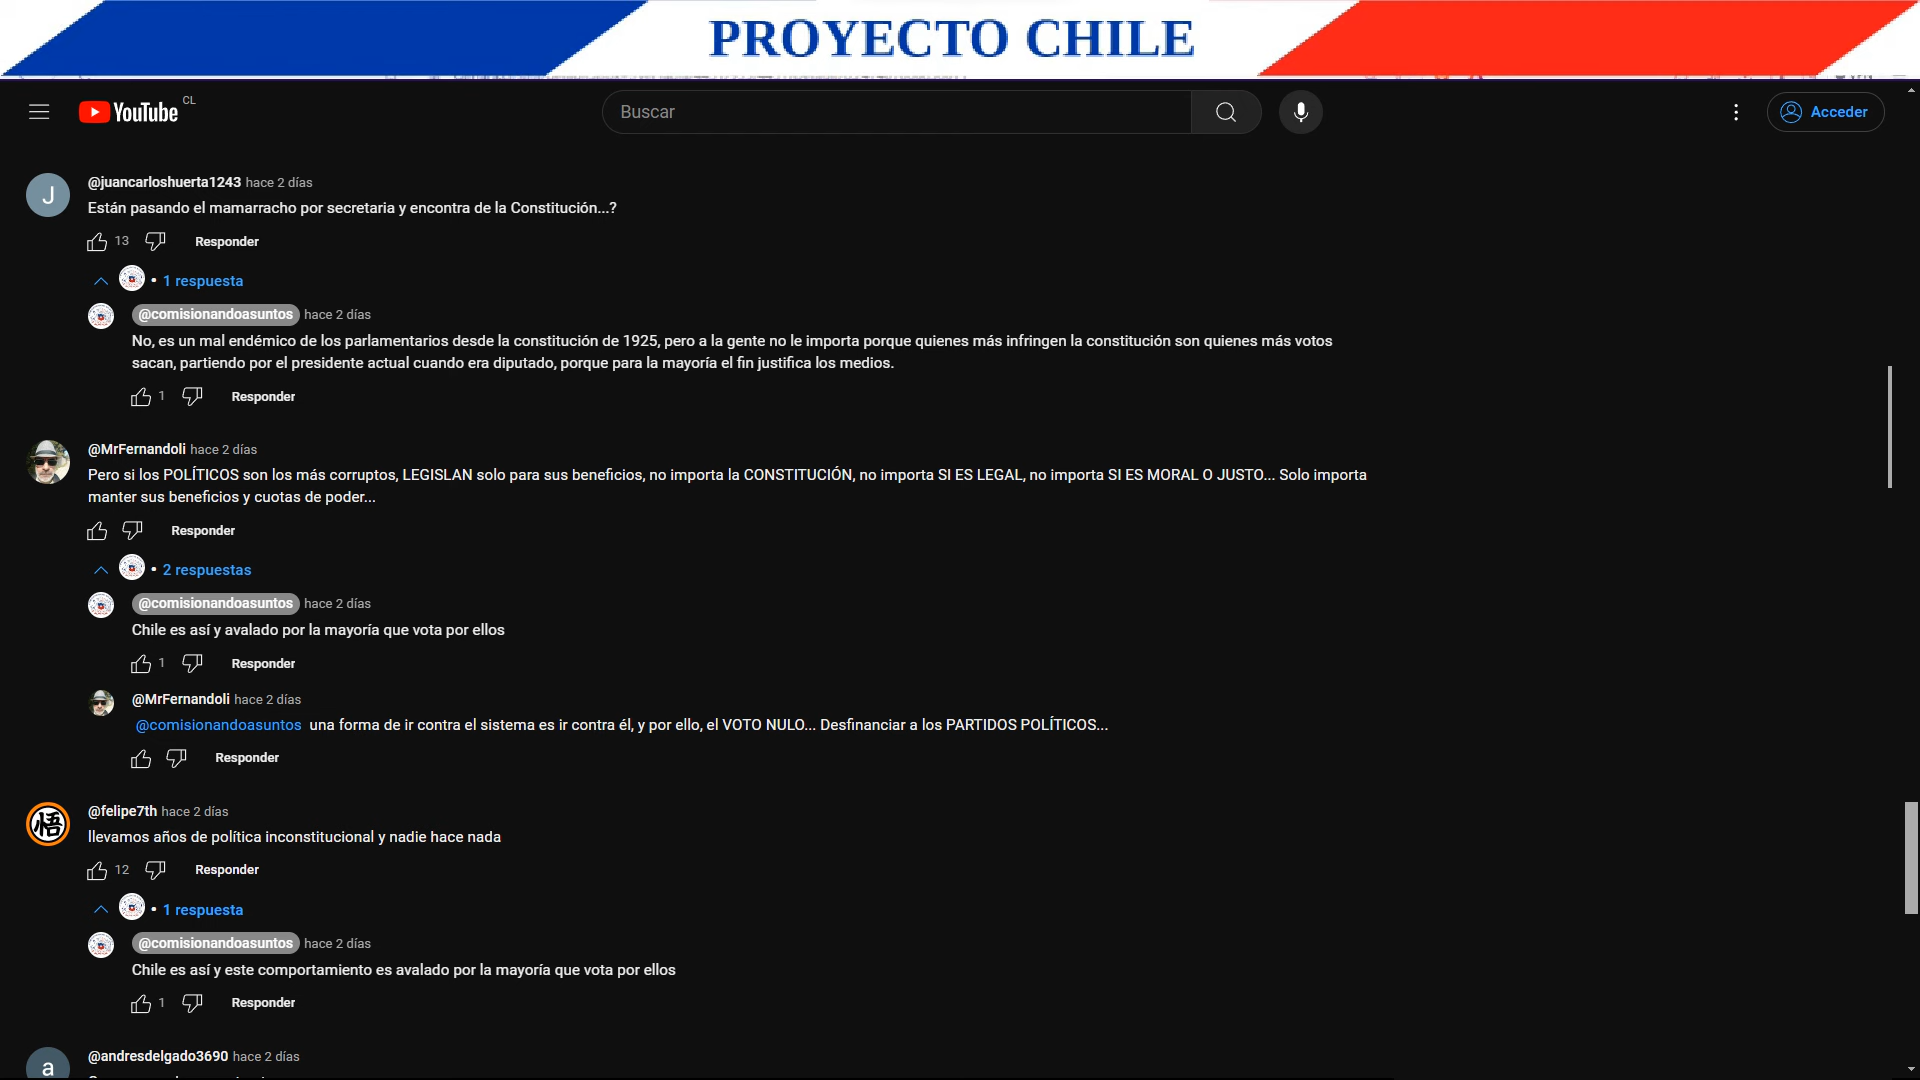 PROYECTO CHILE
YouTube CL
Buscar
Acceder
J
@juancarloshuerta1243 hace 2 días
Están pasando el mamarracho por secretaria y encontra de la Constitución...?
13 Responder
• 1 respuesta
@comisionandoasuntos hace 2 días
No, es un mal endémico de los parlamentarios desde la constitución de 1925, pero a la gente no le importa porque quienes más infringen la constitución son quienes más votos
sacan, partiendo por el presidente actual cuando era diputado, porque para la mayoría el fin justifica los medios.
1 Responder
@MrFernandoli hace 2 días
Pero si los POLÍTICOS son los más corruptos, LEGISLAN solo para sus beneficios, no importa la CONSTITUCIÓN, no importa SI ES LEGAL, no importa SI ES MORAL O JUSTO... Solo importa
manter sus beneficios y cuotas de poder...
Responder
• 2 respuestas
@comisionandoasuntos hace 2 días
Chile es así y avalado por la mayoría que vota por ellos
1 Responder
@MrFernandoli hace 2 días
@comisionandoasuntos una forma de ir contra el sistema es ir contra él, y por ello, el VOTO NULO... Desfinanciar a los PARTIDOS POLÍTICOS...
Responder
悟
@felipe7th hace 2 días
llevamos años de política inconstitucional y nadie hace nada
12 Responder
• 1 respuesta
@comisionandoasuntos hace 2 días
Chile es así y este comportamiento es avalado por la mayoría que vota por ellos
1 Responder
a
@andresdelgado3690 hace 2 días